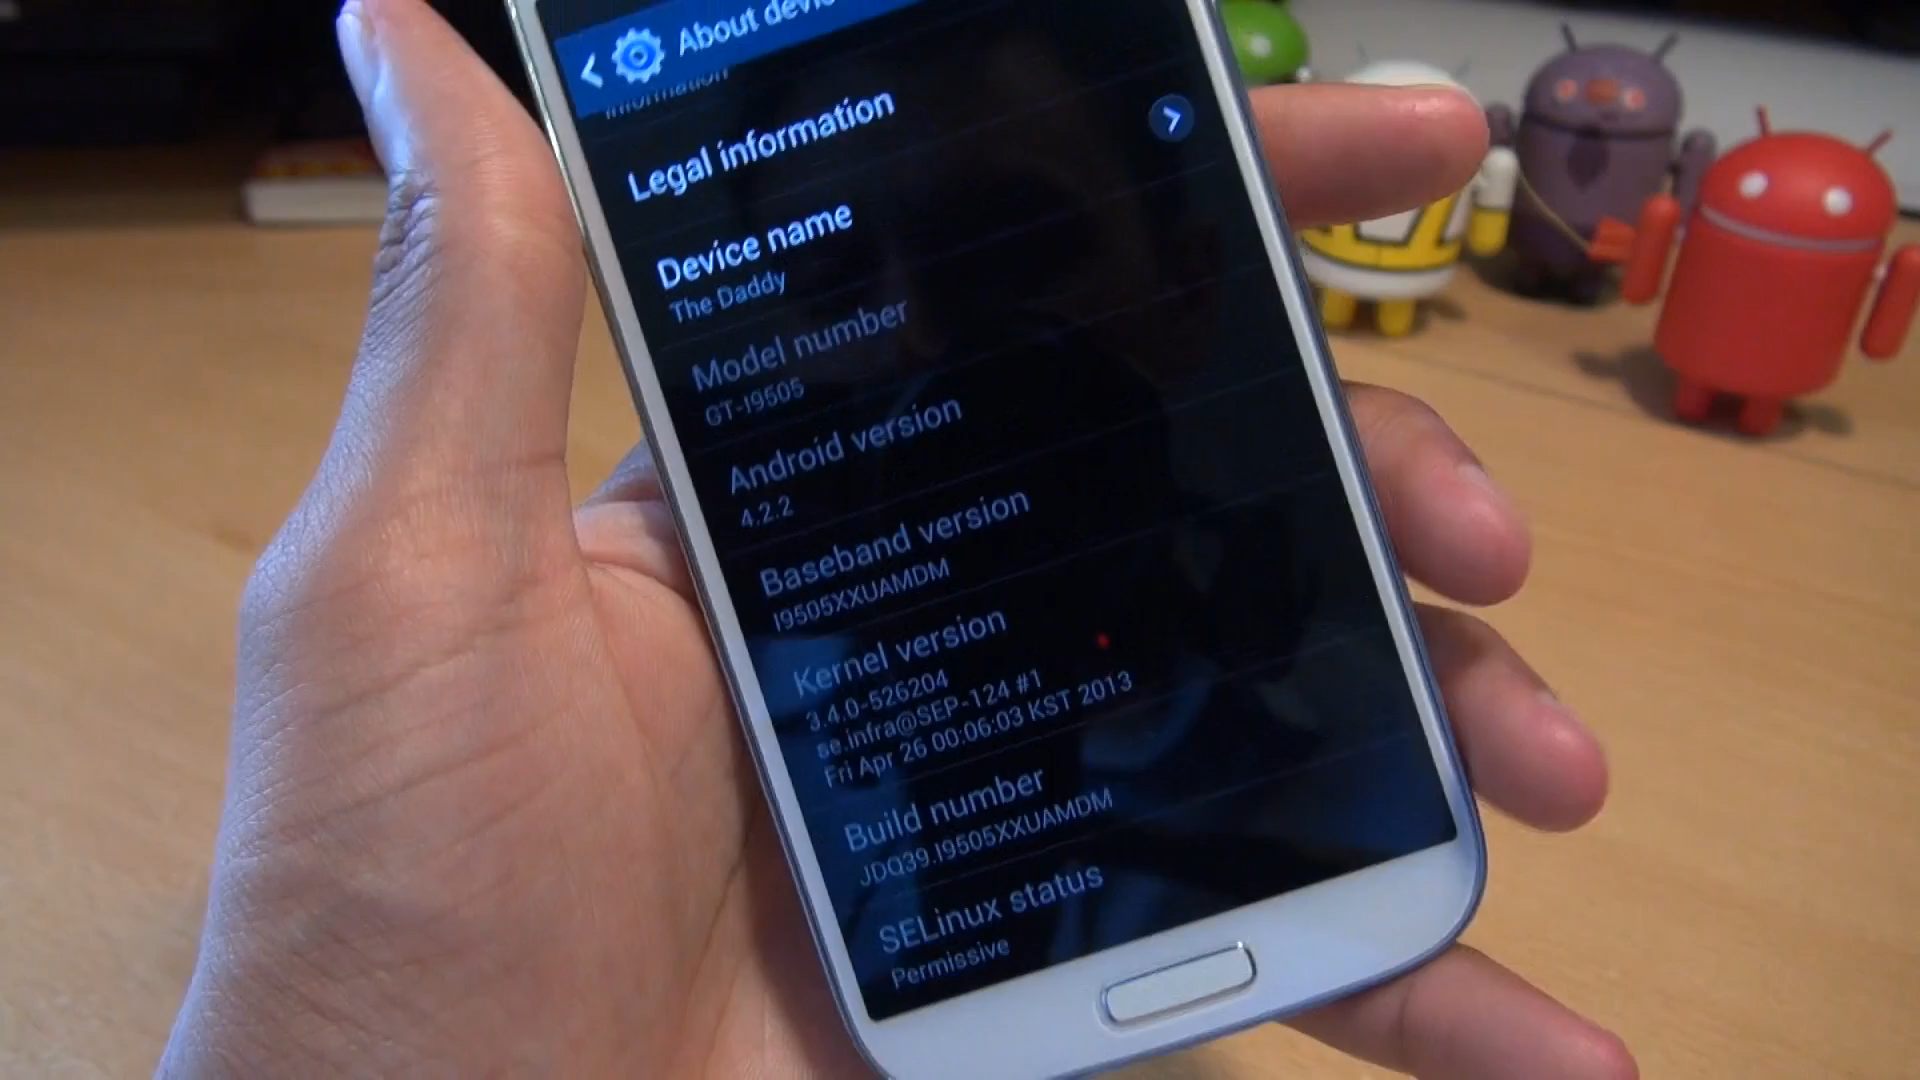 About devi
information
Legal information
Device name
The Daddy
Model number
GT-I9505
Android version
4.2.2
Baseband version
I9505XXUAMDM
Kernel version
3.4.0-526204
se.infra@SEP-124 #1
Fri Apr 26 00:06:03 KST 2013
Build number
JDQ39.I9505XXUAMDM
SELinux status
Permissive